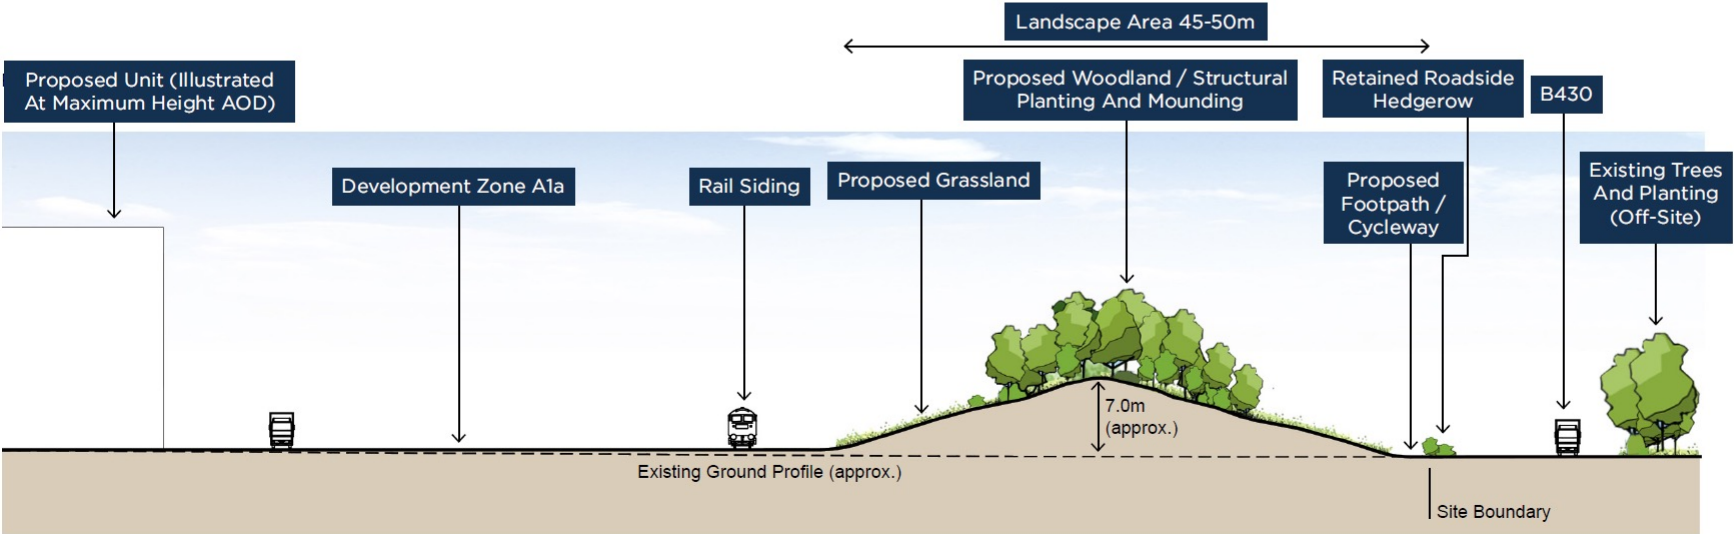 Landscape Area 45-50m
Proposed Unit (Illustrated
At Maximum Height AOD)
Proposed Woodland / Structural
Planting And Mounding
Retained Roadside
Hedgerow
B430
Development Zone A1a
Rail Siding
Proposed Grassland
Proposed
Footpath /
Cycleway
Existing Trees
And Planting
(Off-Site)
7.0m
(approx.)
Existing Ground Profile (approx.)
Site Boundary